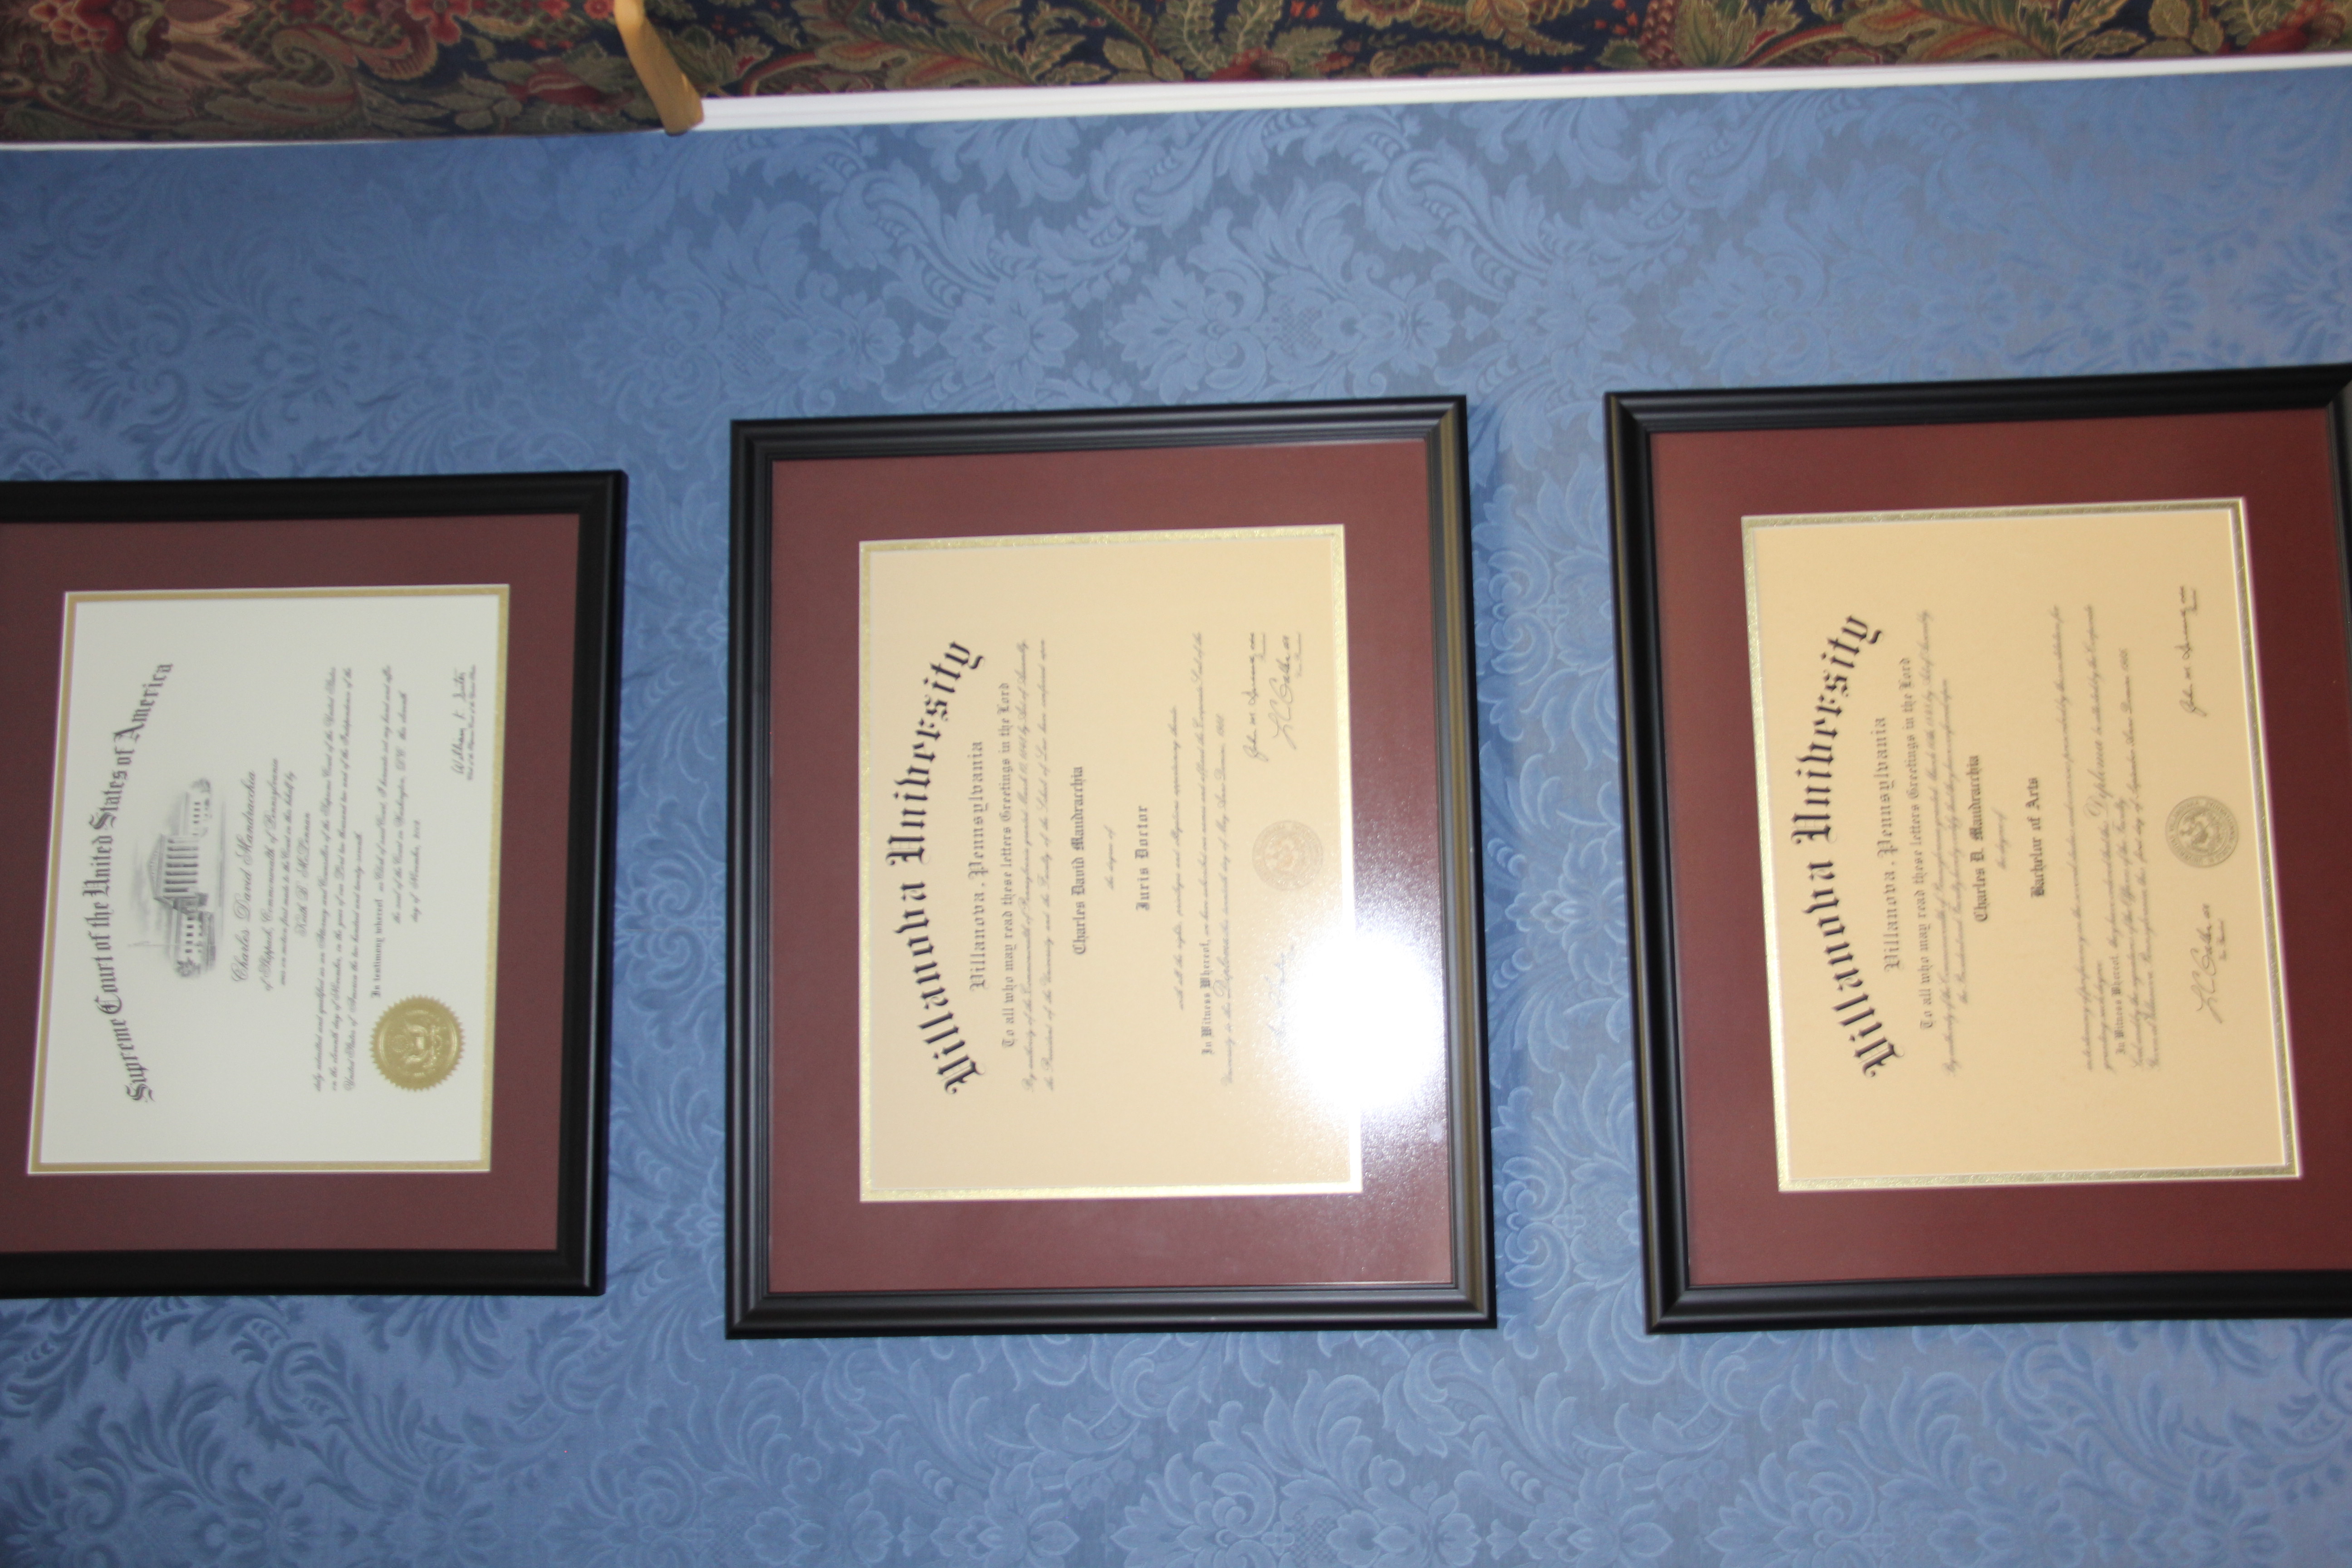 Supreme Court of the United States of America
Charles David Mandracchia
of Skippack, Commonwealth of Pennsylvania
was on motion first made to the Court in this behalf by
Keith B. McLennan
duly admitted and qualified as an Attorney and Counsellor of the Supreme Court of the United States
on the eleventh day of November, in the year of our Lord two thousand two and of the Independence of the
United States of America the two hundred and twenty-seventh.
In testimony whereof, as Clerk of said Court, I hereunto set my hand and affix
the seal of the Court in Washington, D.C. this eleventh
day of November, 2002.
William K. Suter
Clerk of the Supreme Court of the United States
Villanova University
Villanova, Pennsylvania
To all who may read these letters Greetings in the Lord
By authority of the Commonwealth of Pennsylvania granted March 10, 1848 by Act of Assembly,
the President of the University and the Faculty of the School of Law have conferred upon
Charles David Mandracchia
the degree of
Juris Doctor
with all the rights, privileges and obligations appertaining thereto.
In Witness Whereof, we have subscribed our names and affixed the Corporate Seal of the
University to this Diploma this twentieth day of May Anno Domini,
President
Vice President
Villanova University
Villanova, Pennsylvania
To all who may read these letters Greetings in the Lord
By authority of the Commonwealth of Pennsylvania granted March 10th, 1848 by Act of Assembly,
the President and Faculty hereby certify that they have conferred upon
Charles D. Mandracchia
the degree of
Bachelor of Arts
in testimony of proficiency in the several studies and exercises prescribed by the institution for
granting such degree.
In Witness Whereof, they have ordered that this Diploma be attested by the Corporate
Seal and by the signatures of the Officers of the Faculty.
Given at Villanova, Pennsylvania, this first day of September Anno Domini, 1985.
Vice President
President